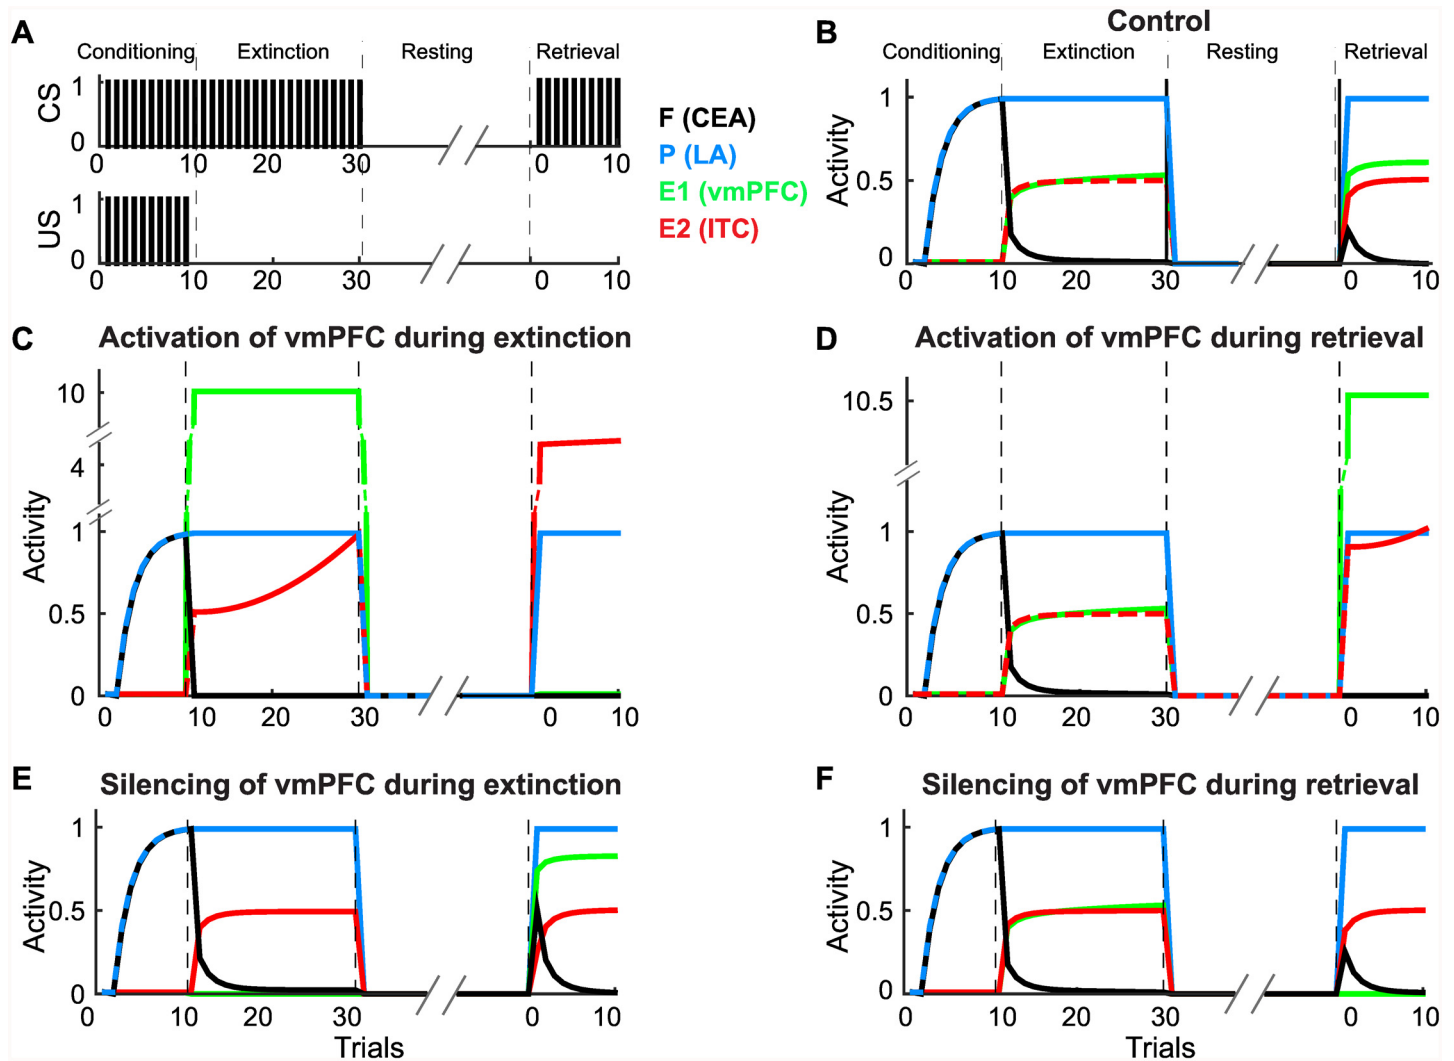 A
Conditioning Extinction Resting Retrieval
CS
1
0
0 10 20 30 0 10
US
1
0
0 10 20 30 0 10
F (CEA)
P (LA)
E1 (vmPFC)
E2 (ITC)
B
Control
Conditioning Extinction Resting Retrieval
Activity
1
0.5
0
0 10 20 30 0 10
C
Activation of vmPFC during extinction
Activity
10
4
1
0.5
0
0 10 20 30 0 10
D
Activation of vmPFC during retrieval
Activity
10.5
1
0.5
0
0 10 20 30 0 10
E
Silencing of vmPFC during extinction
Activity
1
0.5
0
0 10 20 30 0 10
Trials
F
Silencing of vmPFC during retrieval
Activity
1
0.5
0
0 10 20 30 0 10
Trials